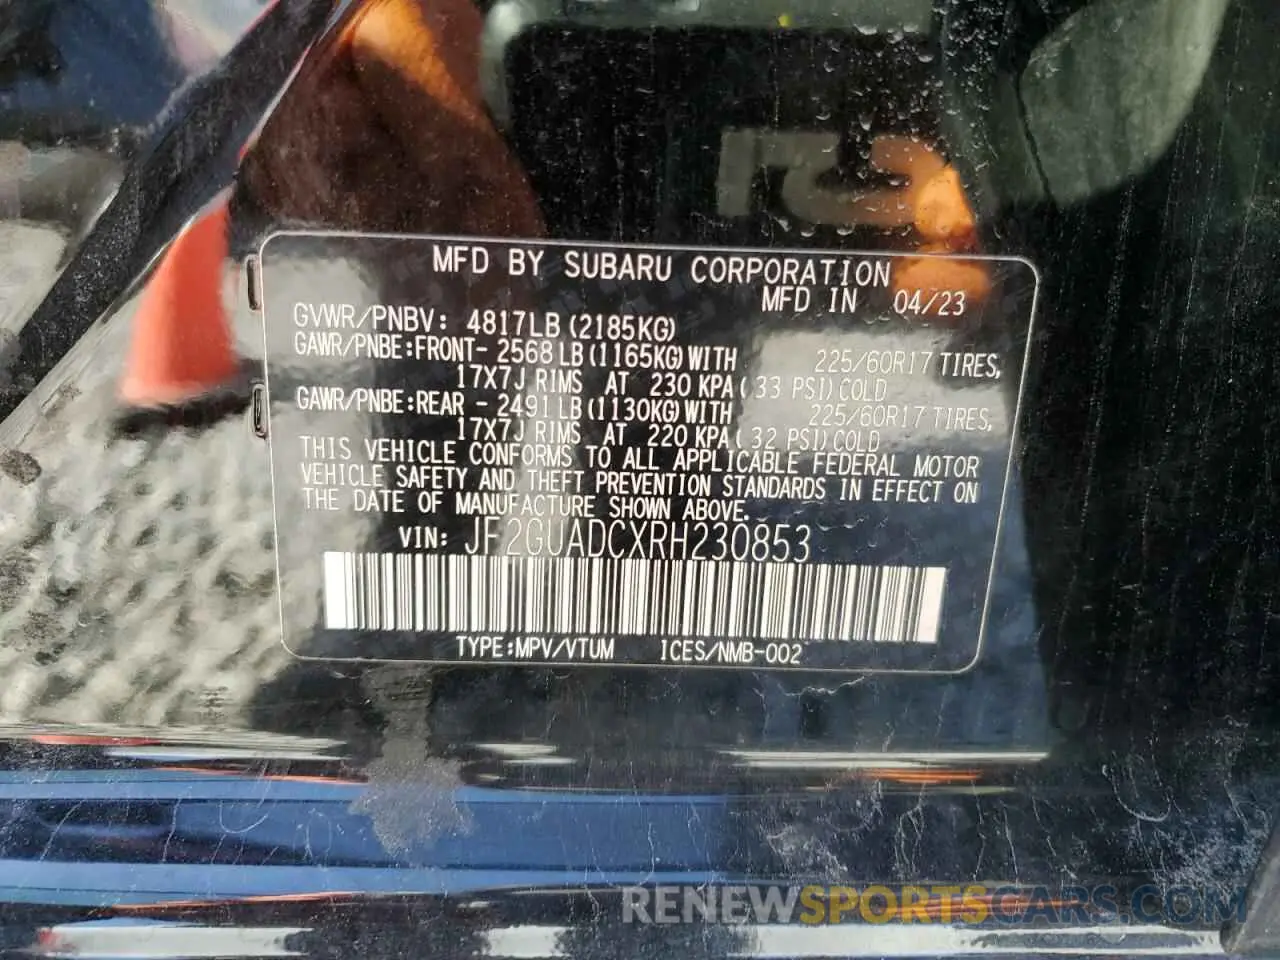 MFD BY SUBARU CORPORATION
MFD IN 04/23
GVWR/PNBV: 4817LB (2185KG)
GAWR/PNBE:FRONT- 2568 LB (1165KG) WITH 225/60R17 TIRES,
17X7J RIMS AT 230 KPA ( 33 PSI) COLD
GAWR/PNBE:REAR - 2491 LB (1130KG) WITH 225/60R17 TIRES,
17X7J RIMS AT 220 KPA ( 32 PSI) COLD
THIS VEHICLE CONFORMS TO ALL APPLICABLE FEDERAL MOTOR
VEHICLE SAFETY AND THEFT PREVENTION STANDARDS IN EFFECT ON
THE DATE OF MANUFACTURE SHOWN ABOVE.
VIN: JF2GUADCXRH230853
TYPE:MPV/VTUM ICES/NMB-002
RENEWSPORTSCARS.COM